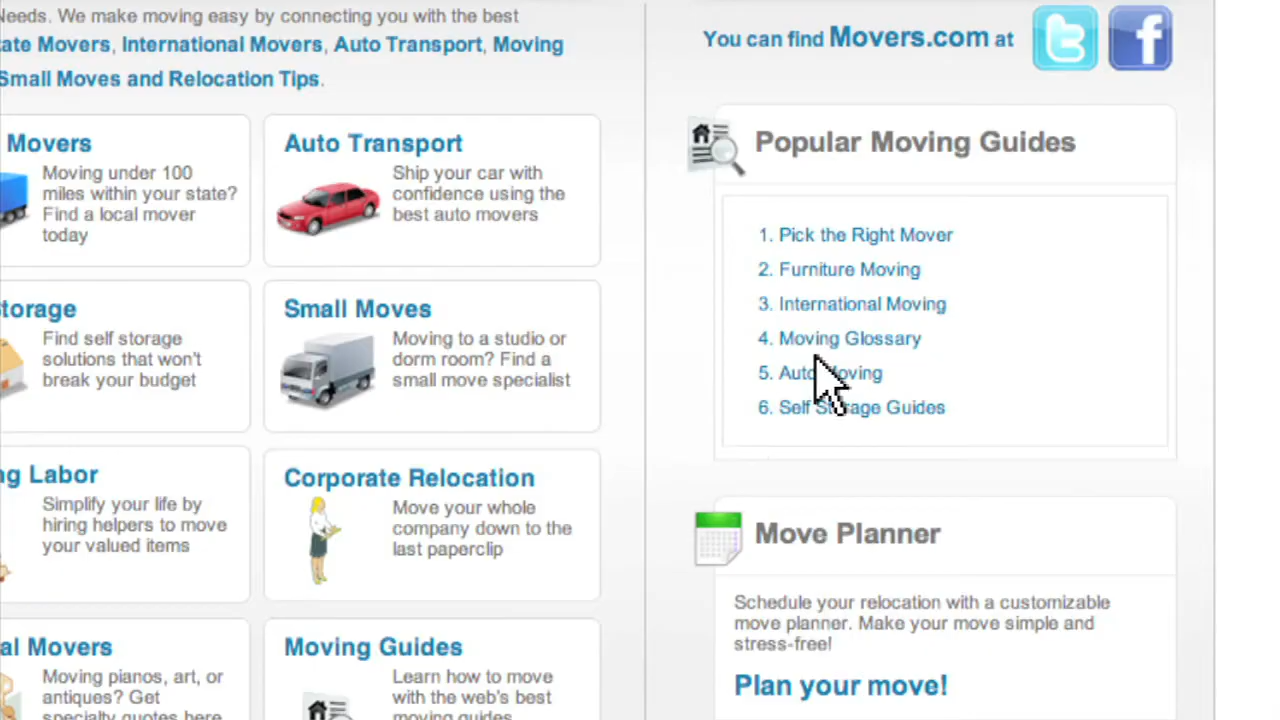 Needs. We make moving easy by connecting you with the best
ate Movers, International Movers, Auto Transport, Moving
Small Moves and Relocation Tips.
Movers
Moving under 100
miles within your state?
Find a local mover
today
Auto Transport
Ship your car with
confidence using the
best auto movers
Storage
Find self storage
solutions that won't
break your budget
Small Moves
Moving to a studio or
dorm room? Find a
small move specialist
ng Labor
Simplify your life by
hiring helpers to move
your valued items
Corporate Relocation
Move your whole
company down to the
last paperclip
al Movers
Moving pianos, art, or
antiques? Get
specialty quotes here
Moving Guides
Learn how to move
with the web's best
moving guides
You can find Movers.com at
Popular Moving Guides
1. Pick the Right Mover
2. Furniture Moving
3. International Moving
4. Moving Glossary
5. Auto Moving
6. Self Storage Guides
Move Planner
Schedule your relocation with a customizable
move planner. Make your move simple and
stress-free!
Plan your move!